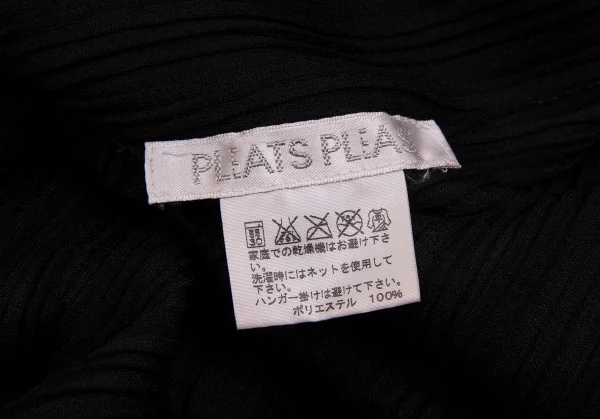 PLEATS PLEAS
家庭での乾燥機はお避け下さ
い。
洗濯時にはネットを使用して
下さい。
ハンガー掛けは避けて下さい。
ポリエステル 100%